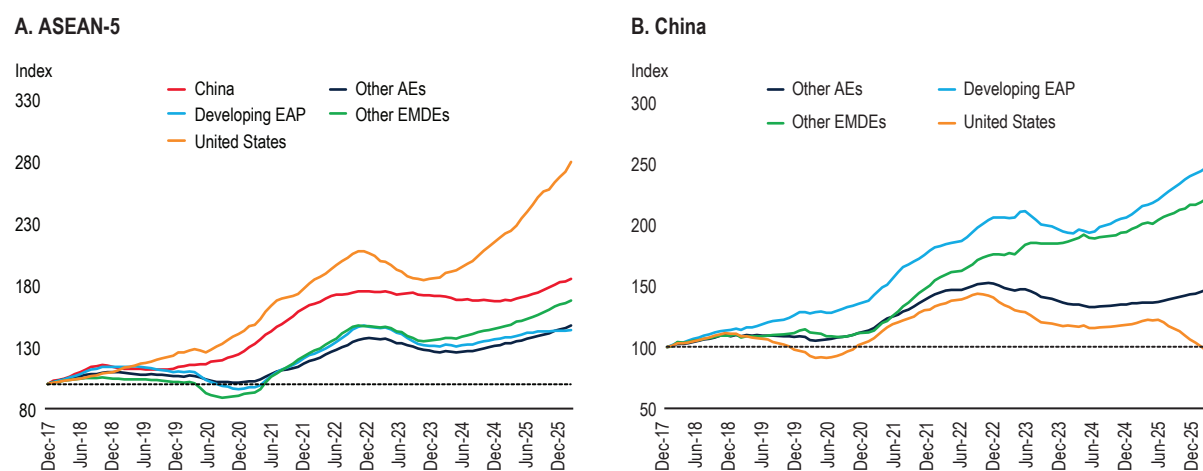 A. ASEAN-5
Index
China
Other AEs
Developing EAP
Other EMDEs
United States
330
280
230
180
130
80
Dec-17
Jun-18
Dec-18
Jun-19
Dec-19
Jun-20
Dec-20
Jun-21
Dec-21
Jun-22
Dec-22
Jun-23
Dec-23
Jun-24
Dec-24
Jun-25
Dec-25
B. China
Index
Other AEs
Developing EAP
Other EMDEs
United States
300
250
200
150
100
50
Dec-17
Jun-18
Dec-18
Jun-19
Dec-19
Jun-20
Dec-20
Jun-21
Dec-21
Jun-22
Dec-22
Jun-23
Dec-23
Jun-24
Dec-24
Jun-25
Dec-25